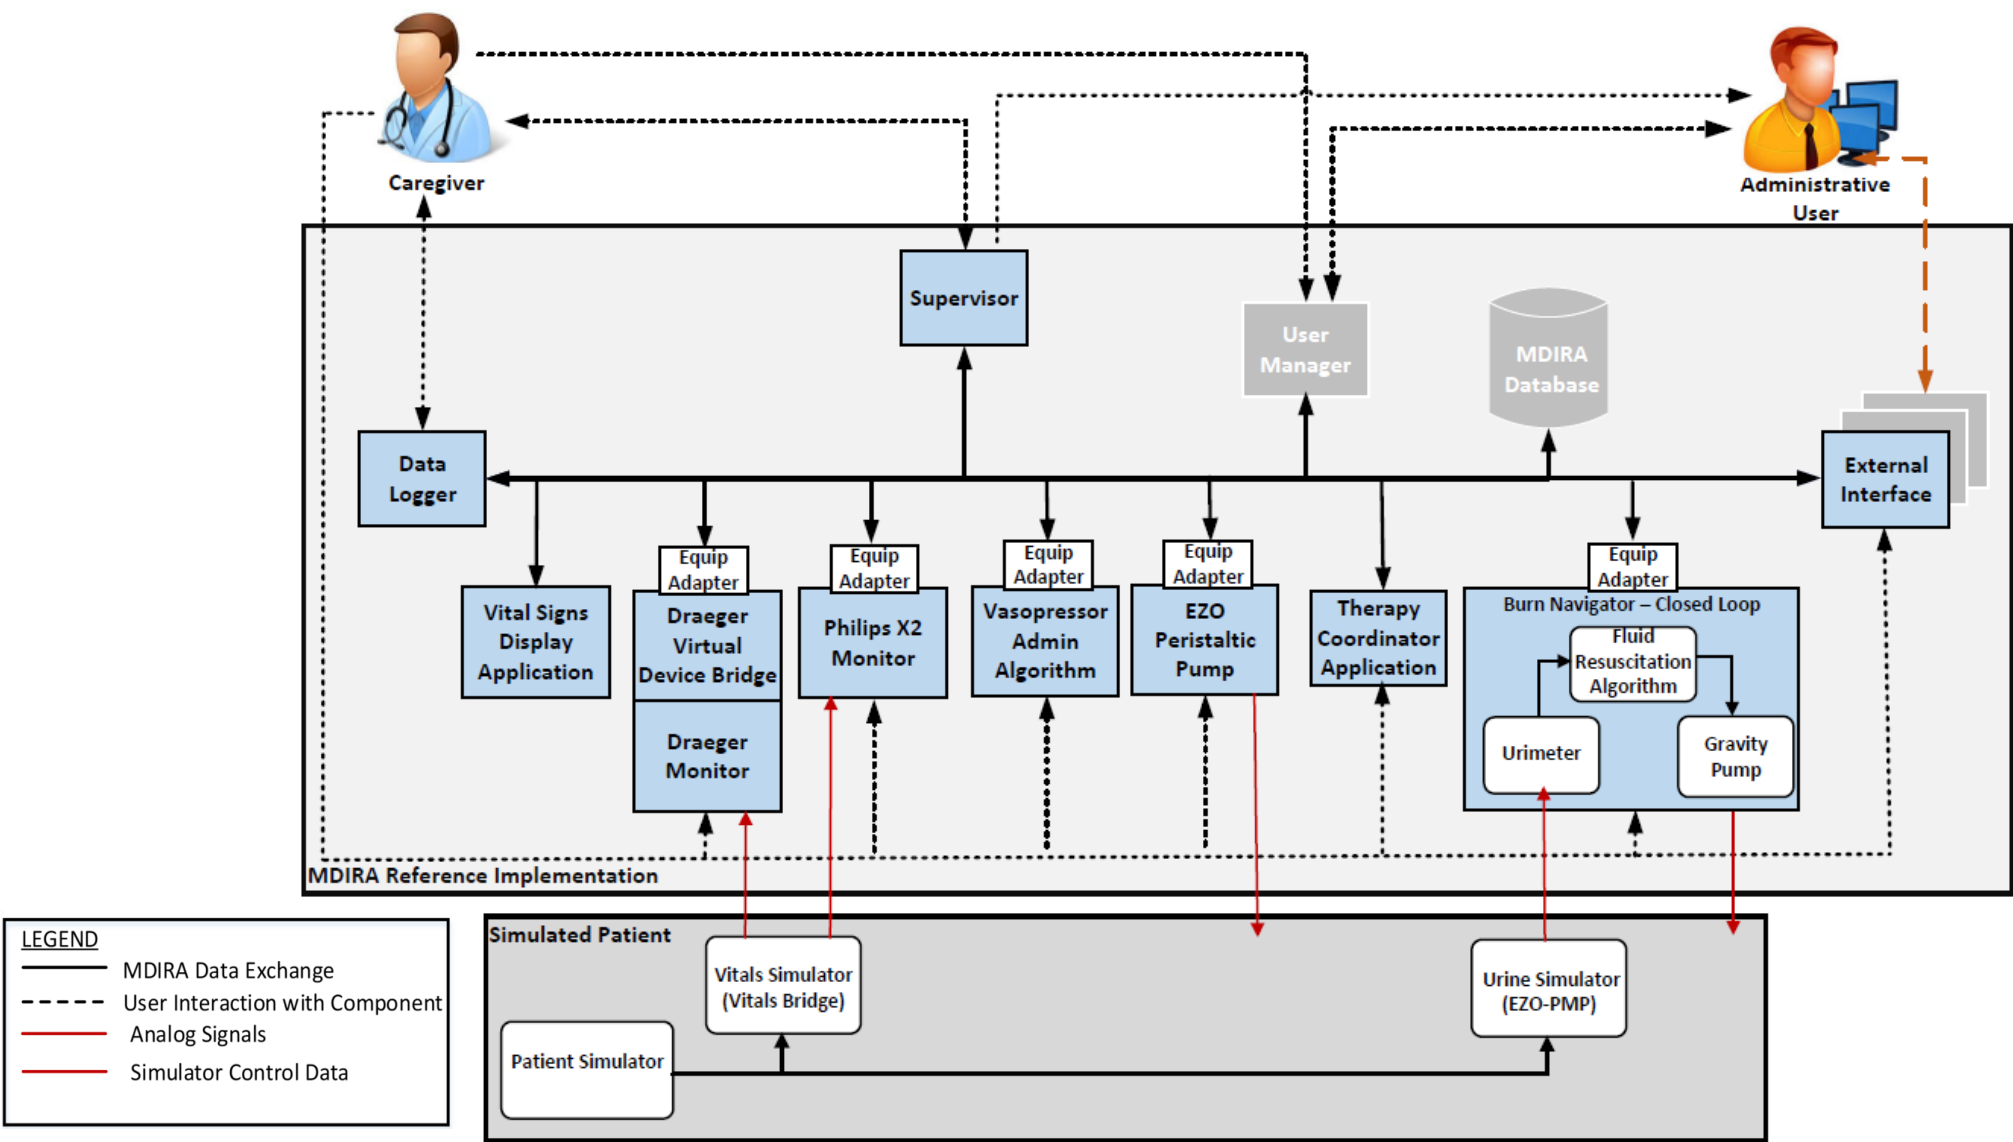 Caregiver
Administrative
User
Supervisor
User
Manager
MDIRA
Database
Data
Logger
External
Interface
Equip
Adapter
Equip
Adapter
Equip
Adapter
Equip
Adapter
Equip
Adapter
Vital Signs
Display
Application
Draeger
Virtual
Device Bridge
Draeger
Monitor
Philips X2
Monitor
Vasopressor
Admin
Algorithm
EZO
Peristaltic
Pump
Therapy
Coordinator
Application
Burn Navigator – Closed Loop
Fluid
Resuscitation
Algorithm
Urimeter
Gravity
Pump
MDIRA Reference Implementation
LEGEND
MDIRA Data Exchange
User Interaction with Component
Analog Signals
Simulator Control Data
Simulated Patient
Vitals Simulator
(Vitals Bridge)
Urine Simulator
(EZO-PMP)
Patient Simulator